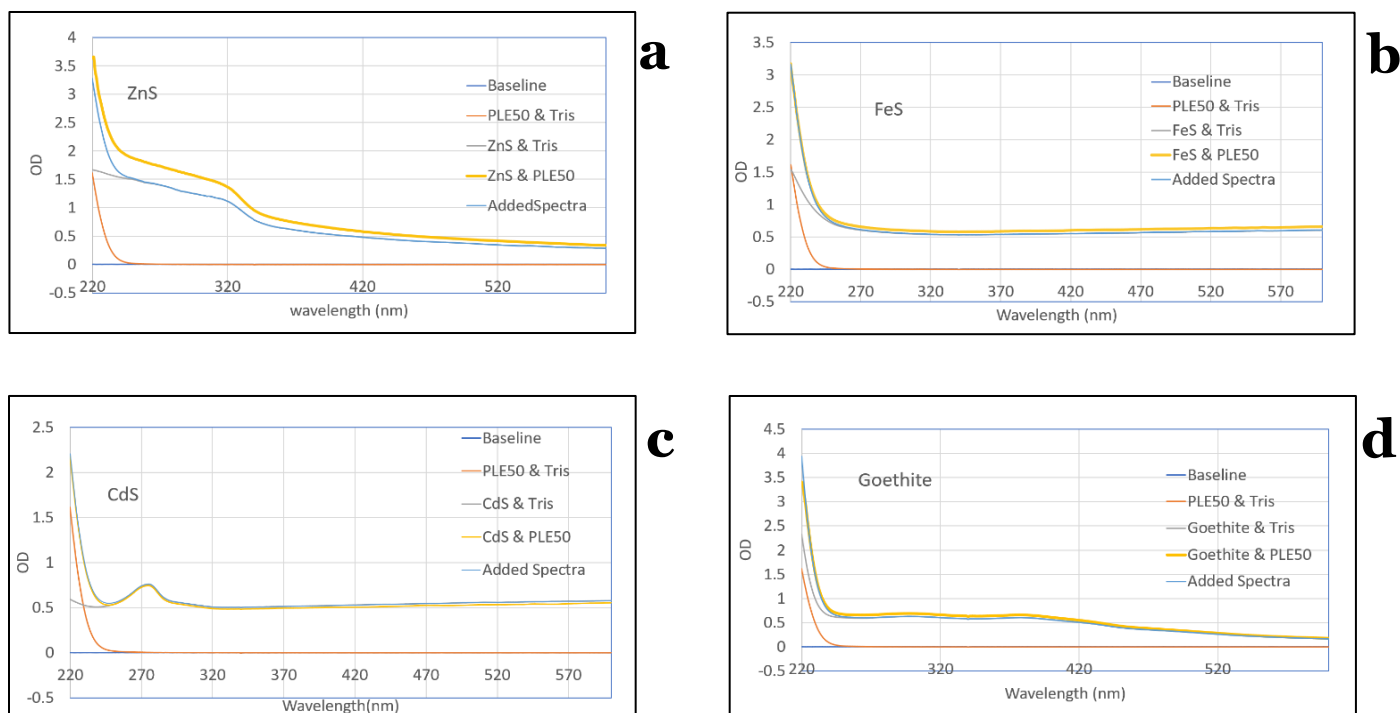 a
4
3.5
3
2.5
2
1.5
1
0.5
0
-0.5
OD
ZnS
Baseline
PLE50 & Tris
ZnS & Tris
ZnS & PLE50
AddedSpectra
220 320 420 520
wavelength (nm)
b
3.5
3
2.5
2
1.5
1
0.5
0
-0.5
OD
FeS
Baseline
PLE50 & Tris
FeS & Tris
FeS & PLE50
Added Spectra
220 270 320 370 420 470 520 570
Wavelength (nm)
c
2.5
2
1.5
1
0.5
0
-0.5
OD
CdS
Baseline
PLE50 & Tris
CdS & Tris
CdS & PLE50
Added Spectra
220 270 320 370 420 470 520 570
Wavelength(nm)
d
4.5
4
3.5
3
2.5
2
1.5
1
0.5
0
-0.5
OD
Goethite
Baseline
PLE50 & Tris
Goethite & Tris
Goethite & PLE50
Added Spectra
220 320 420 520
Wavelength (nm)